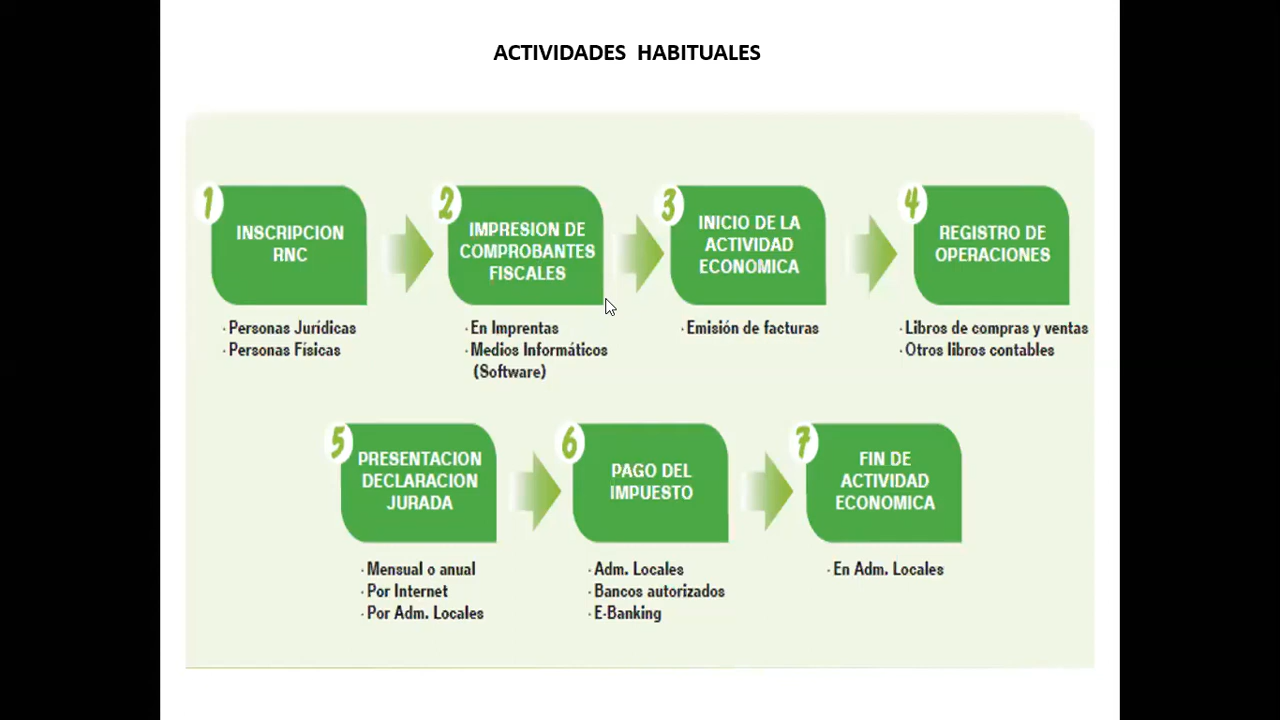 ACTIVIDADES HABITUALES
1
INSCRIPCION
RNC
· Personas Jurídicas
· Personas Físicas
2
IMPRESION DE
COMPROBANTES
FISCALES
· En Imprentas
· Medios Informáticos
(Software)
3
INICIO DE LA
ACTIVIDAD
ECONOMICA
· Emisión de facturas
4
REGISTRO DE
OPERACIONES
· Libros de compras y ventas
· Otros libros contables
5
PRESENTACION
DECLARACION
JURADA
· Mensual o anual
· Por Internet
· Por Adm. Locales
6
PAGO DEL
IMPUESTO
· Adm. Locales
· Bancos autorizados
· E-Banking
7
FIN DE
ACTIVIDAD
ECONOMICA
· En Adm. Locales